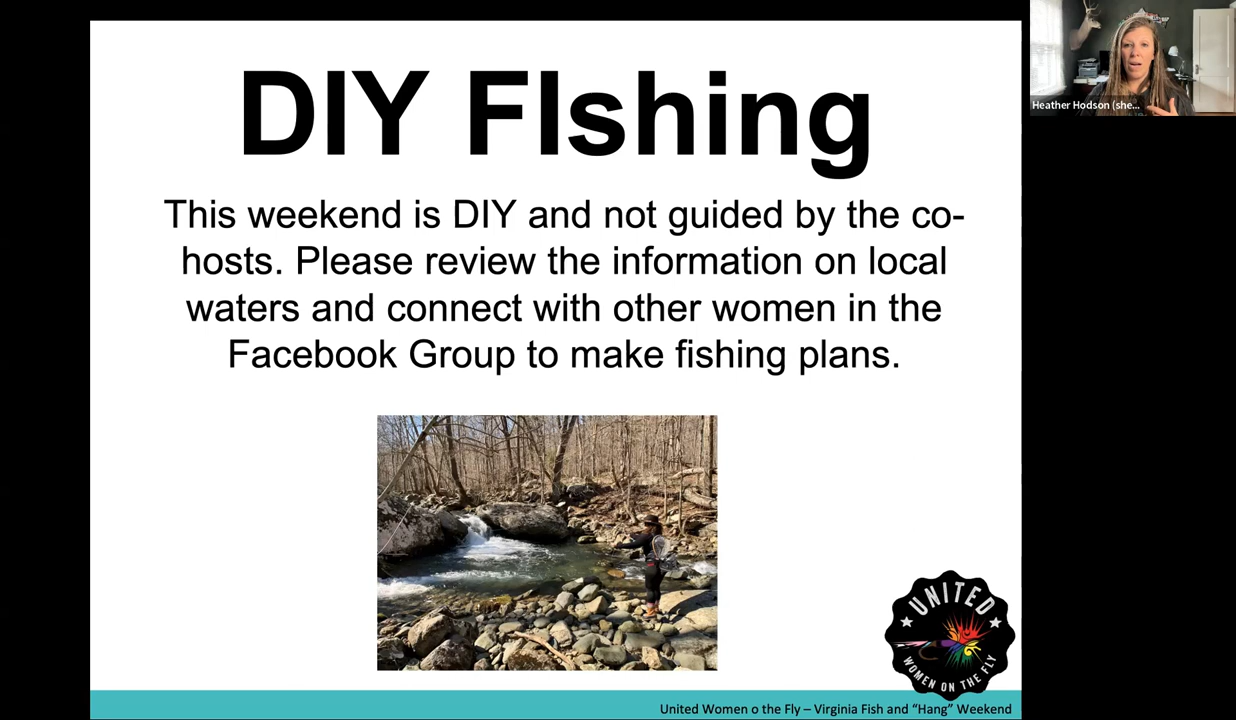 DIY FIshing
This weekend is DIY and not guided by the co-
hosts. Please review the information on local
waters and connect with other women in the
Facebook Group to make fishing plans.
Heather Hodson (she...
UNITED
WOMEN ON THE FLY
United Women o the Fly – Virginia Fish and “Hang” Weekend